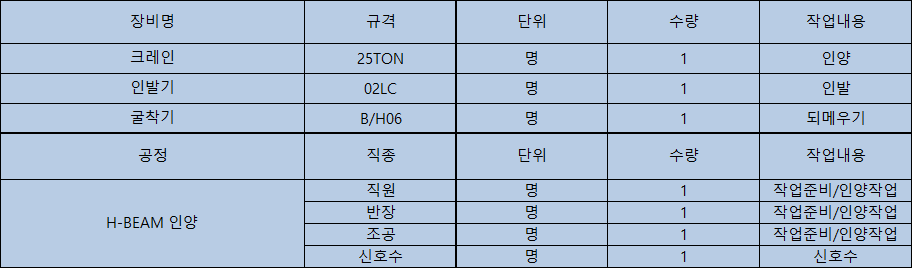 장비명 규격 단위 수량 작업내용
크레인 25TON 명 1 인양
인발기 02LC 명 1 인발
굴착기 B/H06 명 1 되메우기
공정 직종 단위 수량 작업내용
H-BEAM 인양
직원 명 1 작업준비/인양작업
반장 명 1 작업준비/인양작업
조공 명 1 작업준비/인양작업
신호수 명 1 신호수